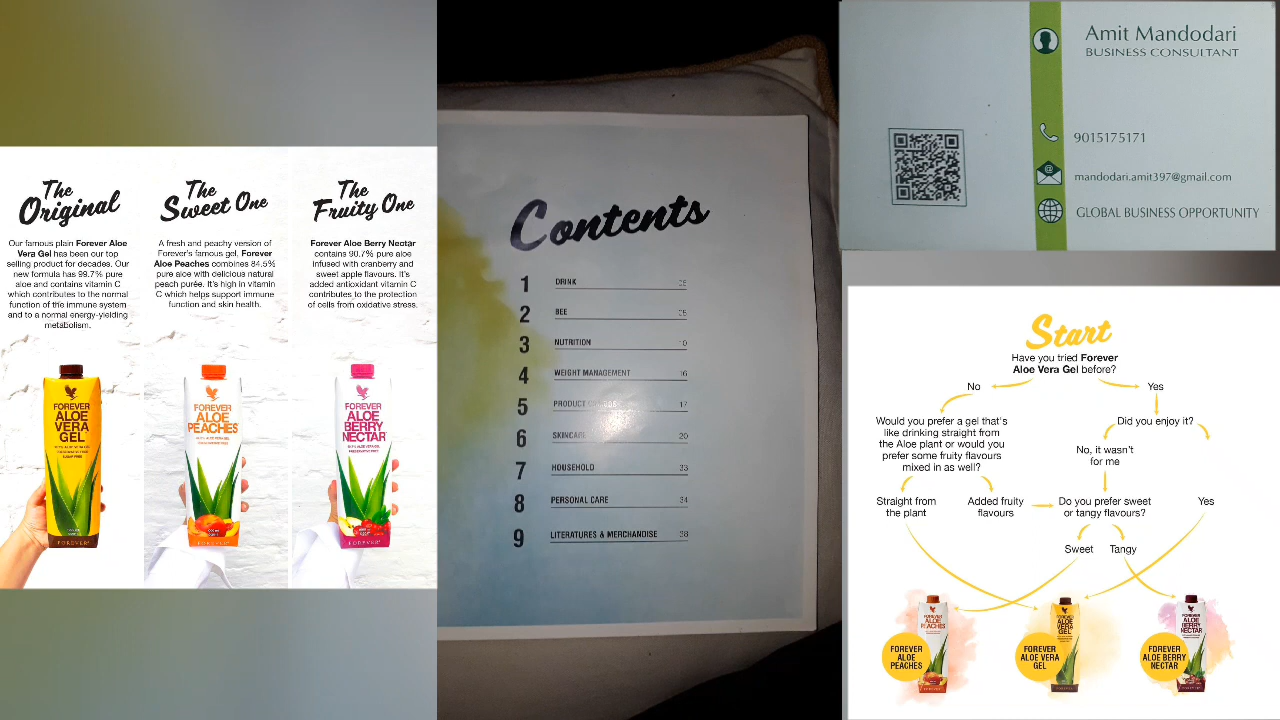 The
Original
Our famous plain Forever Aloe
Vera Gel has been our top
selling product for decades. Our
new formula has 99.7% pure
aloe and contains vitamin C
which contributes to the normal
function of the immune system
and to a normal energy-yielding
metabolism.
FOREVER
ALOE
VERA
GEL
FOREVER
The
Sweet One
A fresh and peachy version of
Forever's famous gel, Forever
Aloe Peaches combines 84.5%
pure aloe with delicious natural
peach purée. It's high in vitamin
C which helps support immune
function and skin health.
FOREVER
ALOE
PEACHES
FOREVER
The
Fruity One
Forever Aloe Berry Nectar
contains 90.7% pure aloe
infused with cranberry and
sweet apple flavours. It's
added antioxidant vitamin C
contributes to the protection
of cells from oxidative stress.
FOREVER
ALOE
BERRY
NECTAR
FOREVER
Contents
1 DRINK
2 BEE
3 NUTRITION
4 WEIGHT MANAGEMENT 16
5 PRODUCT 17
6 SKINCARE 20
7 HOUSEHOLD
8 PERSONAL CARE
9 LITERATURES & MERCHANDISE
Amit Mandodari
BUSINESS CONSULTANT
9015175171
mandodari.amit397@gmail.com
GLOBAL BUSINESS OPPORTUNITY
Start
Have you tried Forever
Aloe Vera Gel before?
No Yes
Would you prefer a gel that's
like drinking straight from
the Aloe plant or would you
prefer some fruity flavours
mixed in as well?
Did you enjoy it?
No, it wasn't
for me
Straight from
the plant
Added fruity
flavours
Do you prefer sweet
or tangy flavours?
Yes
Sweet Tangy
FOREVER
ALOE
PEACHES
FOREVER
ALOE VERA
GEL
FOREVER
ALOE BERRY
NECTAR